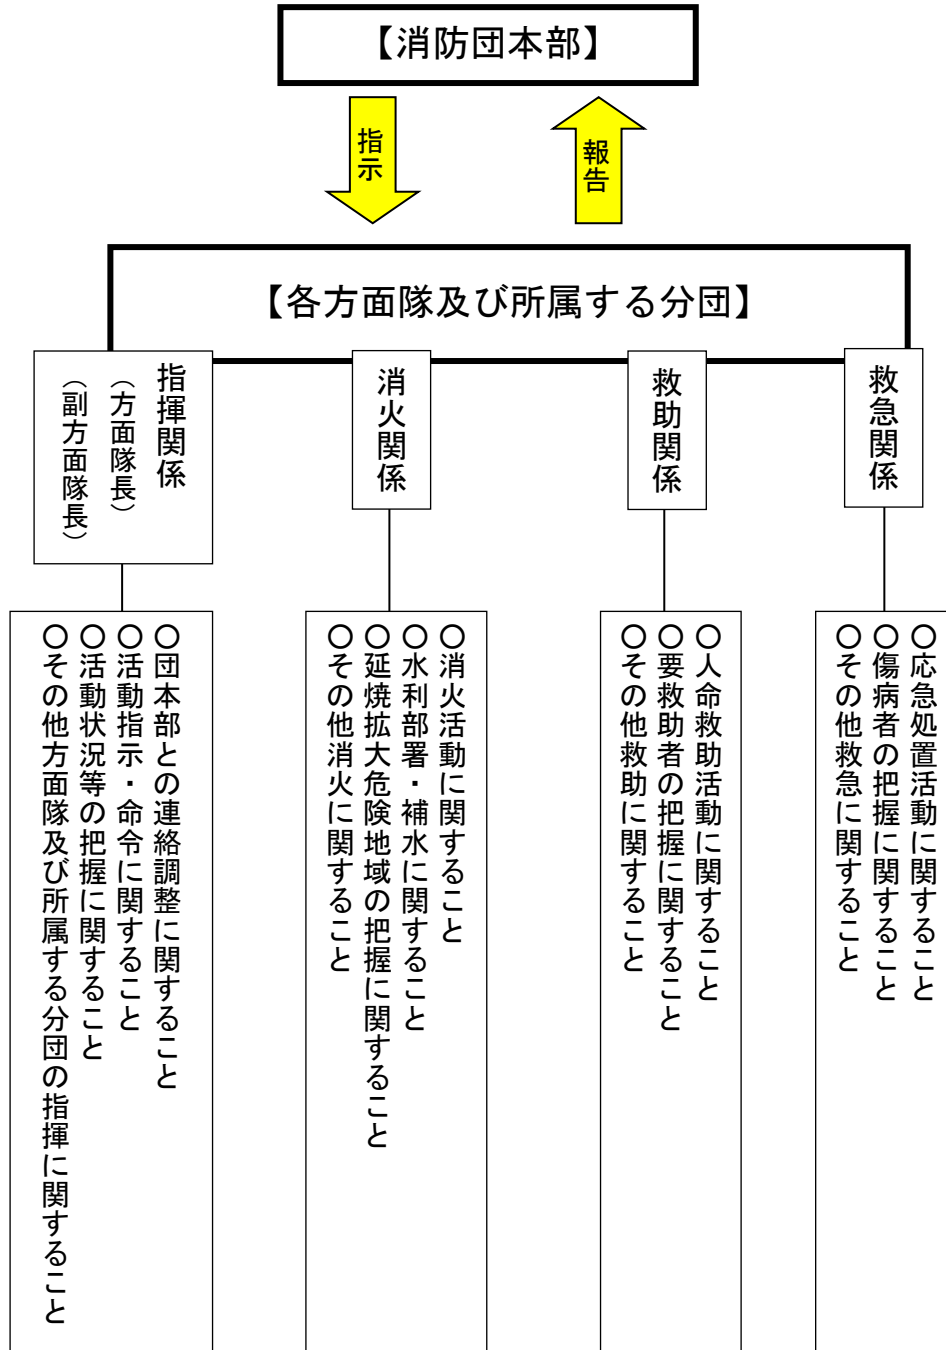 【消防団本部】
指示
報告
【各方面隊及び所属する分団】
救急関係
○応急処置活動に関すること
○傷病者の把握に関すること
○その他救急に関すること
救助関係
○人命救助活動に関すること
○要救助者の把握に関すること
○その他救助に関すること
消火関係
○消火活動に関すること
○水利部署・補水に関すること
○延焼拡大危険地域の把握に関すること
○その他消火に関すること
指揮関係
（方面隊長）
（副方面隊長）
○団本部との連絡調整に関すること
○活動指示・命令に関すること
○活動状況等の把握に関すること
○その他方面隊及び所属する分団の指揮に関すること